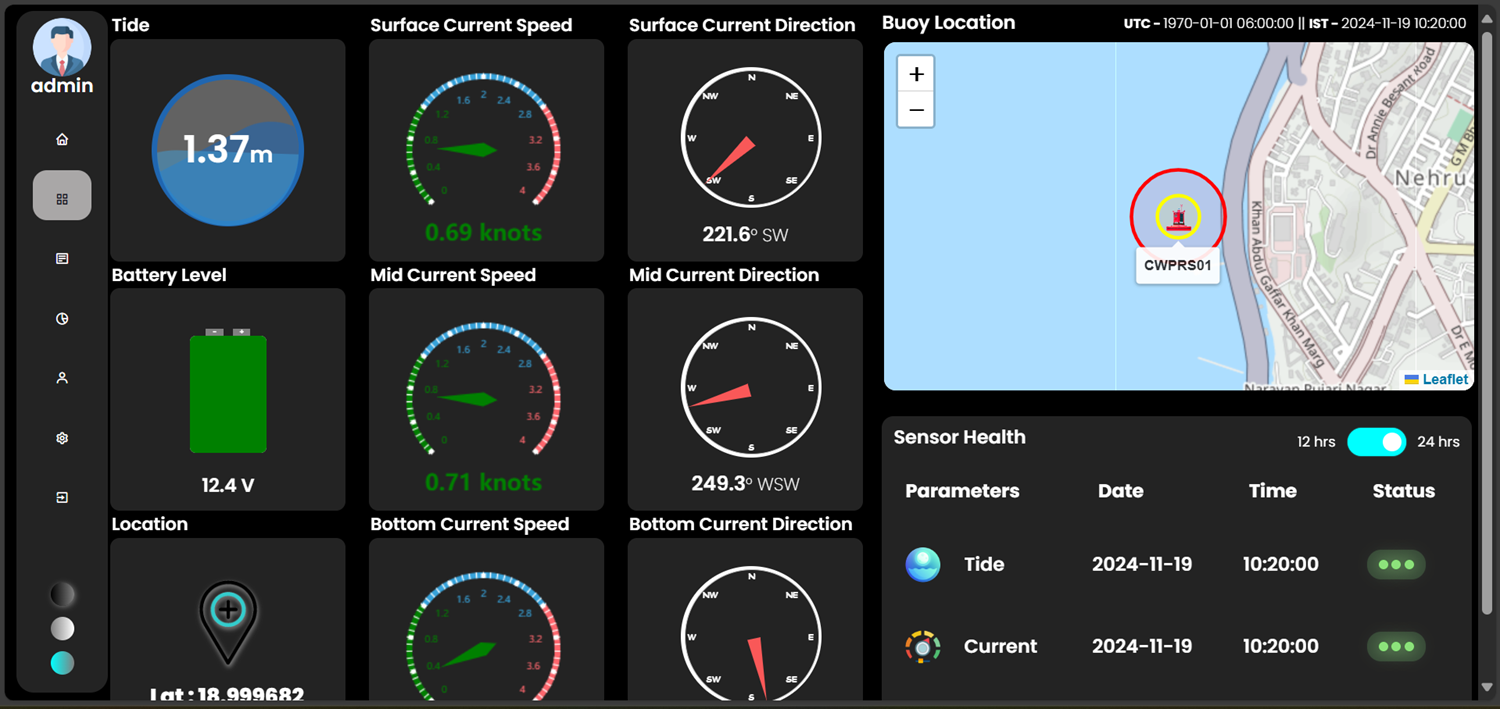 admin
Tide
1.37m
Surface Current Speed
0 0.4 0.8 1.2 1.6 2 2.4 2.8 3.2 3.6 4
0.69 knots
Surface Current Direction
N NE E SE S SW W NW
221.6° SW
Battery Level
- +
12.4 V
Mid Current Speed
0 0.4 0.8 1.2 1.6 2 2.4 2.8 3.2 3.6 4
0.71 knots
Mid Current Direction
N NE E SE S SW W NW
249.3° WSW
Location
Lat : 18.999682
Bottom Current Speed
0 0.4 0.8 1.2 1.6 2 2.4 2.8 3.2 3.6 4
Bottom Current Direction
N NE E SE S SW W NW
Buoy Location
UTC - 1970-01-01 06:00:00 || IST - 2024-11-19 10:20:00
+
−
CWPRS01
Dr Annie Besant Road
G M Bh
Nehru
Khan Abdul Gaffar Khan Marg
Dr E Mo
Narayan Pujari Nagar
Leaflet
Sensor Health
12 hrs 24 hrs
Parameters Date Time Status
Tide 2024-11-19 10:20:00
Current 2024-11-19 10:20:00